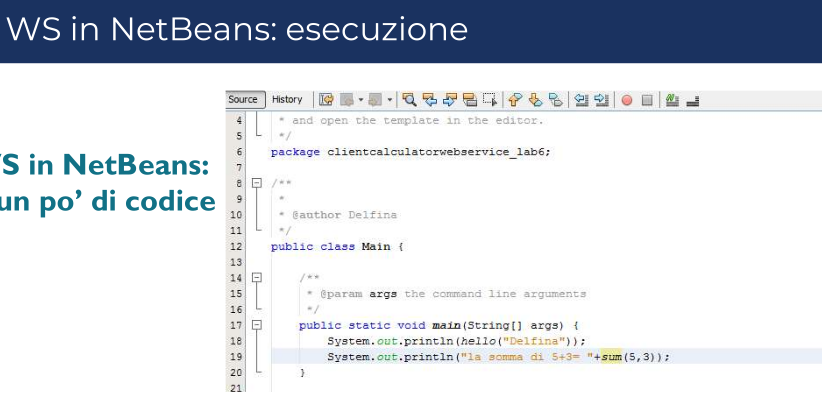 WS in NetBeans: esecuzione
S in NetBeans:
un po' di codice
Source History
4 * and open the template in the editor.
5 */
6 package clientcalculatorwebservice_lab6;
7
8 /**
9 *
10 * @author Delfina
11 */
12 public class Main {
13
14 /**
15 * @param args the command line arguments
16 */
17 public static void main(String[] args) {
18 System.out.println(hello("Delfina"));
19 System.out.println("la somma di 5+3= "+sum(5,3));
20 }
21